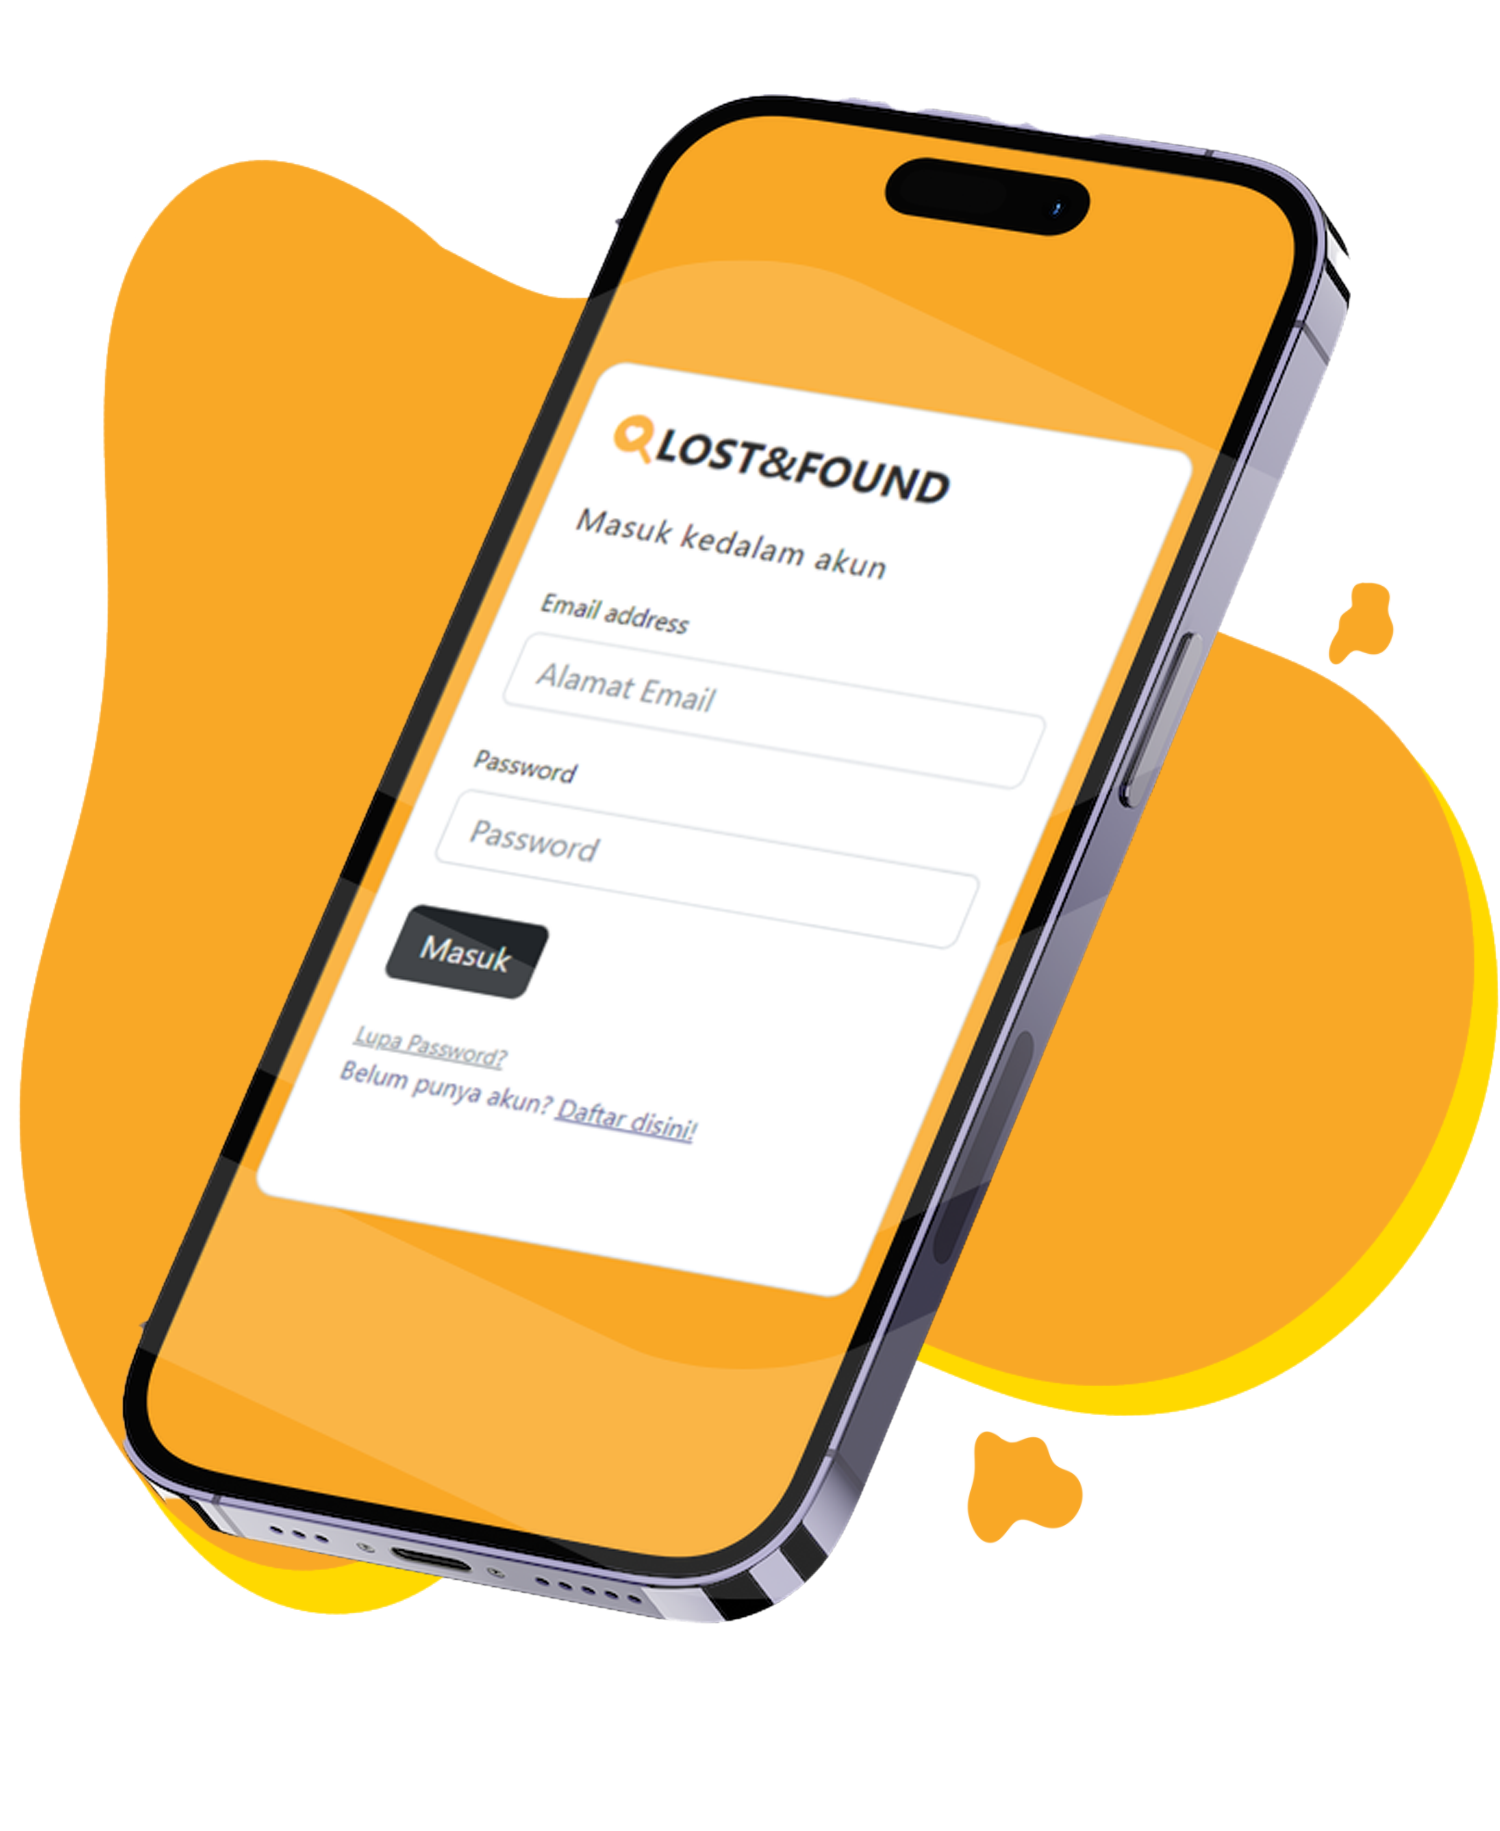 LOST&FOUND
Masuk kedalam akun
Email address
Alamat Email
Password
Password
Masuk
Lupa Password?
Belum punya akun? Daftar disini!